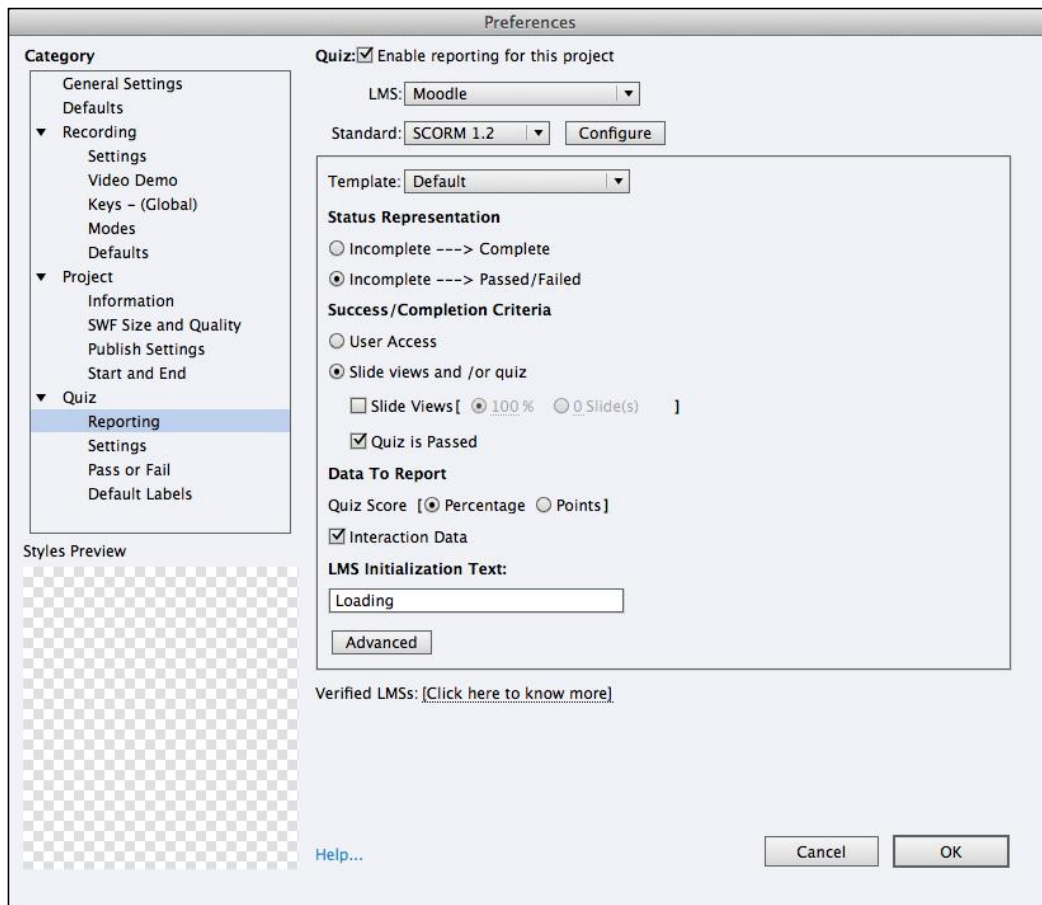 Preferences
Category
General Settings
Defaults
Recording
Settings
Video Demo
Keys - (Global)
Modes
Defaults
Project
Information
SWF Size and Quality
Publish Settings
Start and End
Quiz
Reporting
Settings
Pass or Fail
Default Labels
Styles Preview
Quiz: Enable reporting for this project
LMS: Moodle
Standard: SCORM 1.2 Configure
Template: Default
Status Representation
Incomplete ---> Complete
Incomplete ---> Passed/Failed
Success/Completion Criteria
User Access
Slide views and /or quiz
Slide Views [ 100 % 0 Slide(s) ]
Quiz is Passed
Data To Report
Quiz Score [ Percentage Points ]
Interaction Data
LMS Initialization Text:
Loading
Advanced
Verified LMSs: [Click here to know more]
Help...
Cancel OK